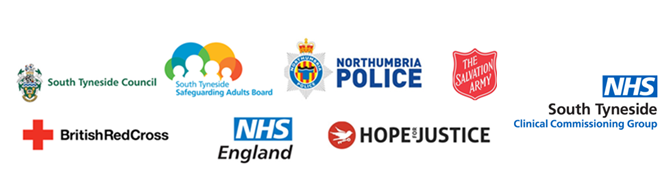 South Tyneside Council
South Tyneside
Safeguarding Adults Board
NORTHUMBRIA
POLICE
THE
SALVATION
ARMY
NHS
South Tyneside
Clinical Commissioning Group
BritishRedCross
NHS
England
HOPE FOR JUSTICE